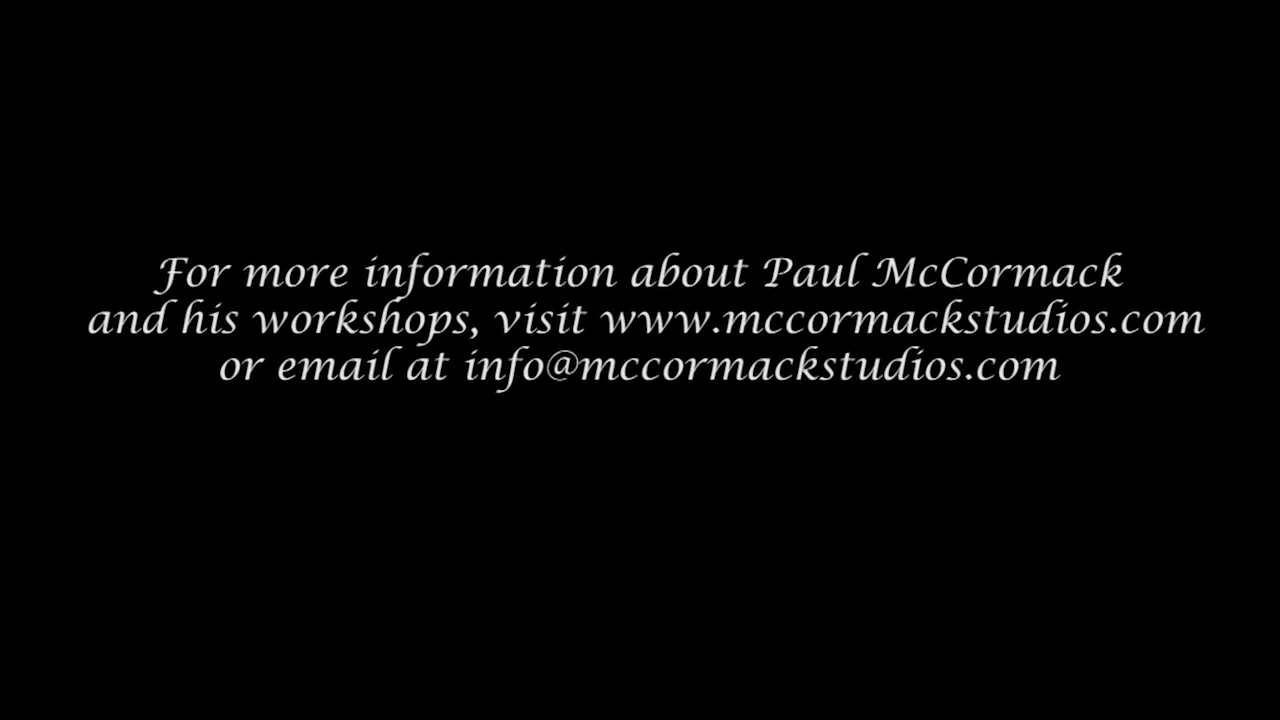 For more information about Paul McCormack
and his workshops, visit www.mccormackstudios.com
or email at info@mccormackstudios.com